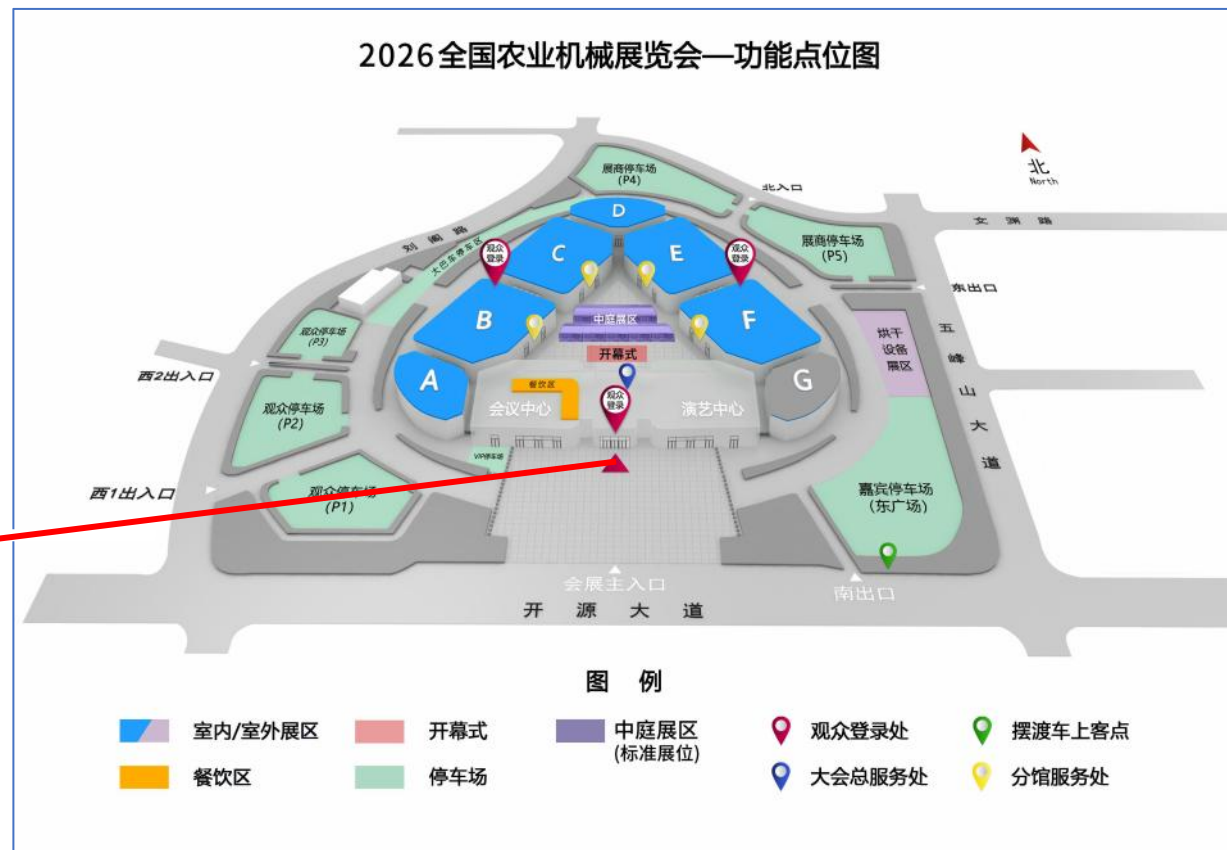 2026全国农业机械展览会—功能点位图
北
North
展商停车场
(P4)
北入口
文渊路
刘阁路
大巴车停车区
D
C
E
观众
登录
观众
登录
展商停车场
(P5)
东出口
B
F
中庭展区
开幕式
烘干
设备
展区
五峰山大道
观众停车场
(P3)
西2出入口
A
G
餐饮区
观众
登录
会议中心
演艺中心
观众停车场
(P2)
VIP停车场
西1出入口
观众停车场
(P1)
嘉宾停车场
(东广场)
会展主入口
南出口
开源大道
图 例
室内/室外展区
开幕式
中庭展区
(标准展位)
观众登录处
摆渡车上客点
餐饮区
停车场
大会总服务处
分馆服务处